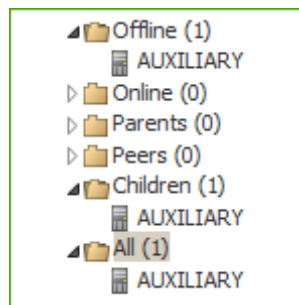 Offline (1)
AUXILIARY
Online (0)
Parents (0)
Peers (0)
Children (1)
AUXILIARY
All (1)
AUXILIARY